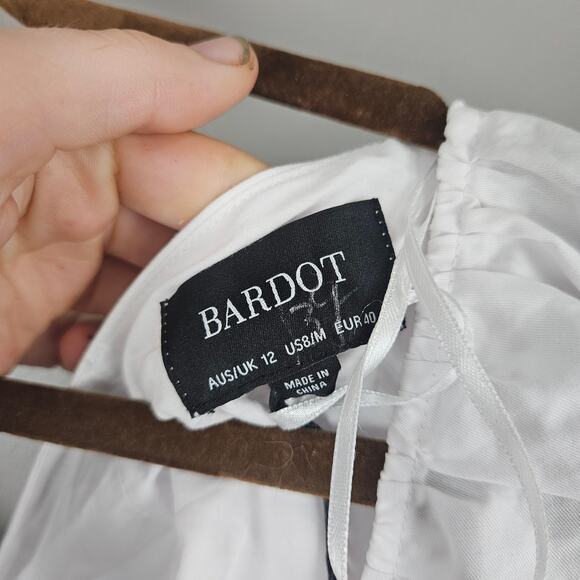 BARDOT
AUS/UK 12 US8/M EUR 40
MADE IN
CHINA